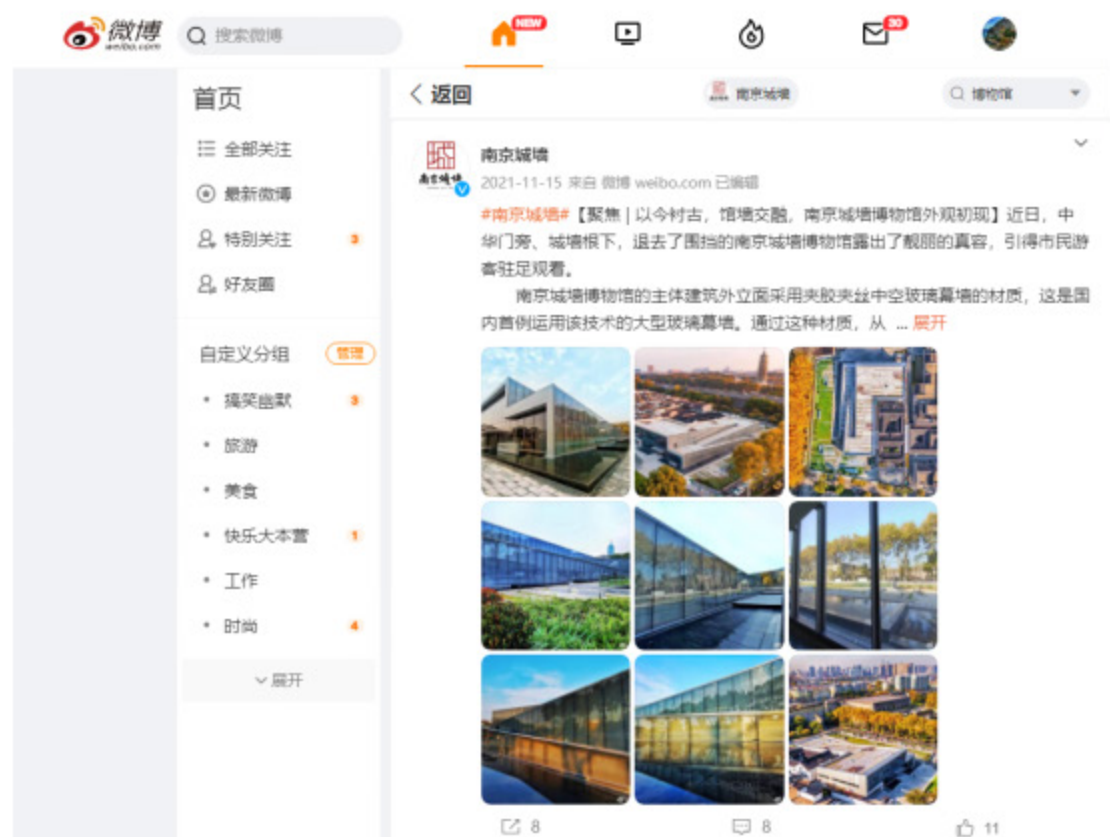 微博
weibo.com
搜索微博
NEW
30
首页
返回
南京城墙
博物馆
全部关注
最新微博
特别关注 3
好友圈
自定义分组 管理
搞笑幽默 3
旅游
美食
快乐大本营 1
工作
时尚 4
展开
南京城墙
南京城墙
2021-11-15 来自 微博 weibo.com 已编辑
#南京城墙#【聚焦 | 以今衬古，馆墙交融，南京城墙博物馆外观初现】近日，中
华门旁、城墙根下，退去了围挡的南京城墙博物馆露出了靓丽的真容，引得市民游
客驻足观看。
南京城墙博物馆的主体建筑外立面采用夹胶夹丝中空玻璃幕墙的材质，这是国
内首例运用该技术的大型玻璃幕墙。通过这种材质，从 ... 展开
8
8
11